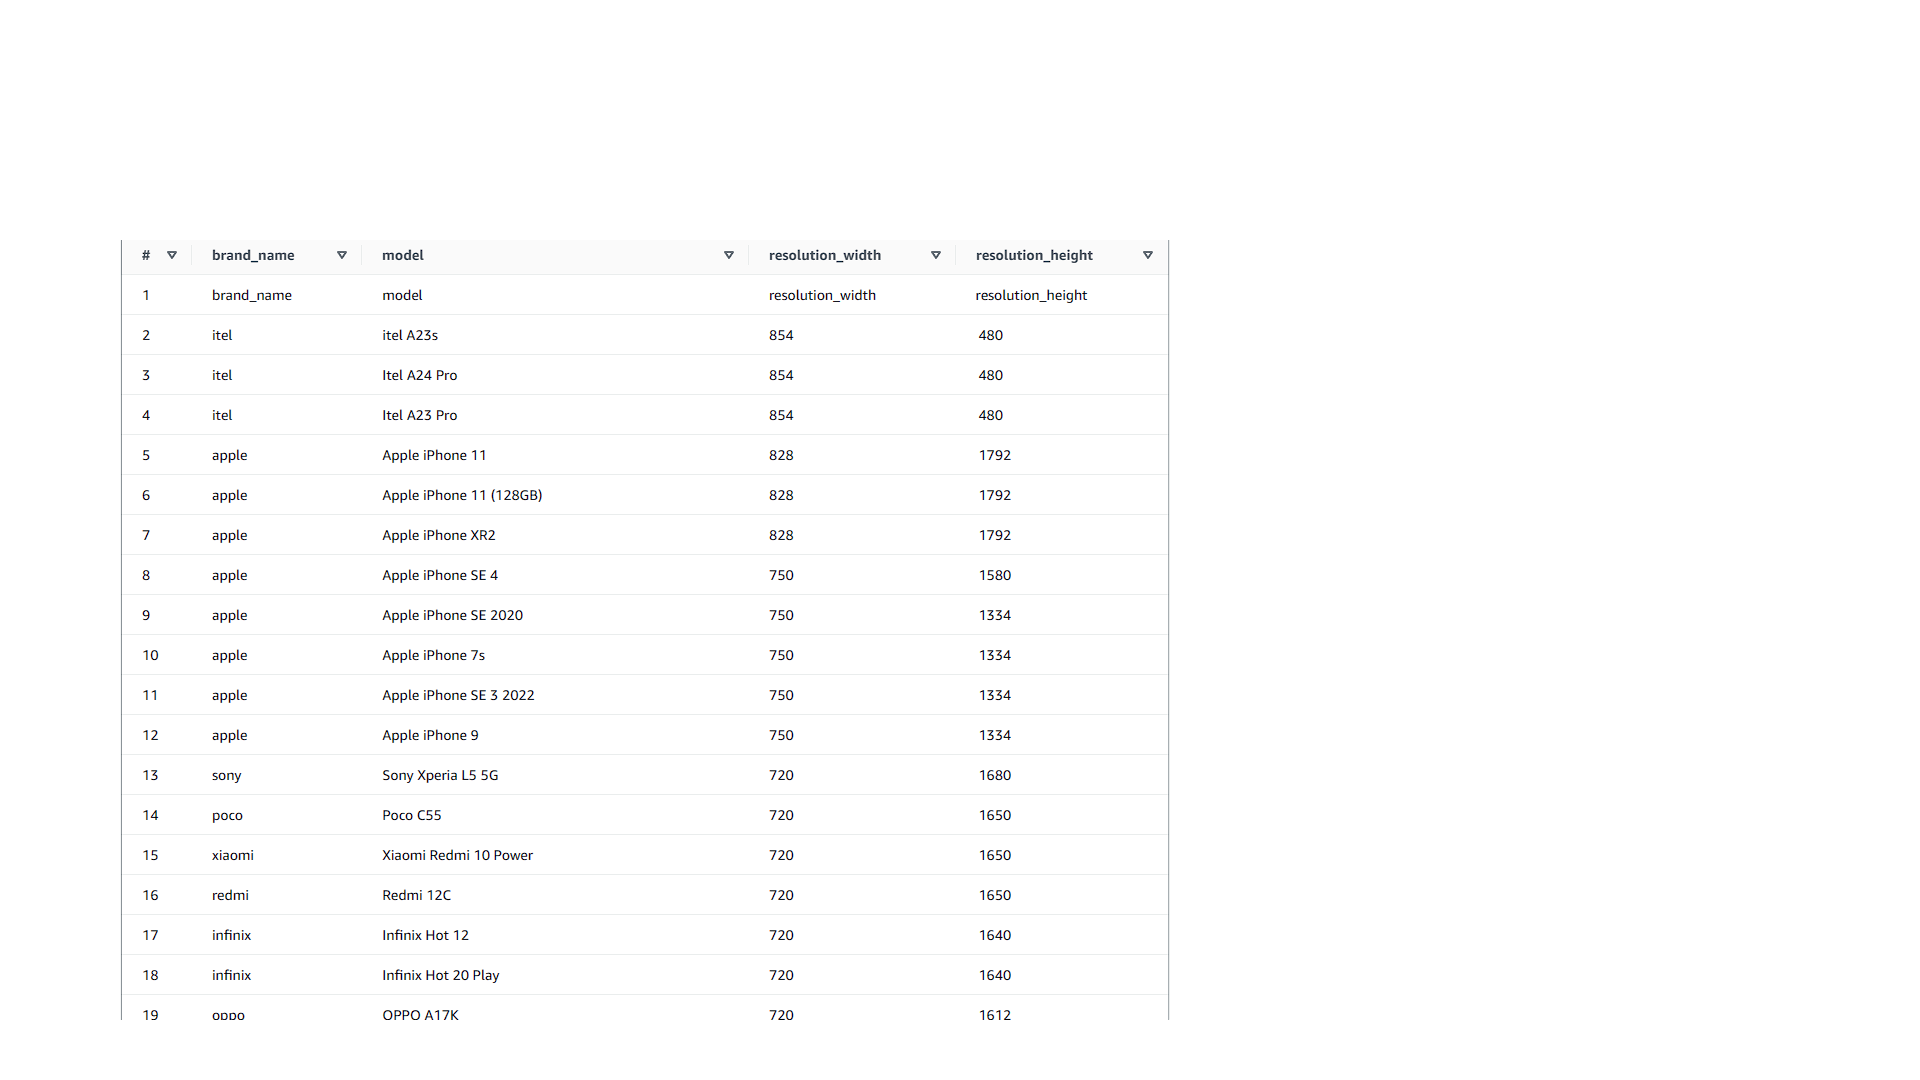 # brand_name model resolution_width resolution_height
1 brand_name model resolution_width resolution_height
2 itel itel A23s 854 480
3 itel Itel A24 Pro 854 480
4 itel Itel A23 Pro 854 480
5 apple Apple iPhone 11 828 1792
6 apple Apple iPhone 11 (128GB) 828 1792
7 apple Apple iPhone XR2 828 1792
8 apple Apple iPhone SE 4 750 1580
9 apple Apple iPhone SE 2020 750 1334
10 apple Apple iPhone 7s 750 1334
11 apple Apple iPhone SE 3 2022 750 1334
12 apple Apple iPhone 9 750 1334
13 sony Sony Xperia L5 5G 720 1680
14 poco Poco C55 720 1650
15 xiaomi Xiaomi Redmi 10 Power 720 1650
16 redmi Redmi 12C 720 1650
17 infinix Infinix Hot 12 720 1640
18 infinix Infinix Hot 20 Play 720 1640
19 oppo OPPO A17K 720 1612